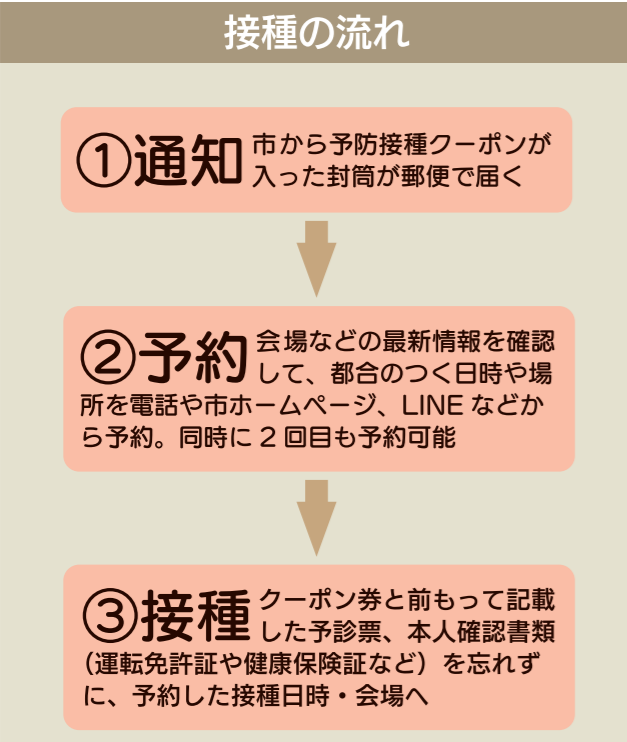 接種の流れ
①通知 市から予防接種クーポンが
入った封筒が郵便で届く
②予約 会場などの最新情報を確認
して、都合のつく日時や場
所を電話や市ホームページ、LINE などか
ら予約。同時に 2 回目も予約可能
③接種 クーポン券と前もって記載
した予診票、本人確認書類
（運転免許証や健康保険証など）を忘れず
に、予約した接種日時・会場へ